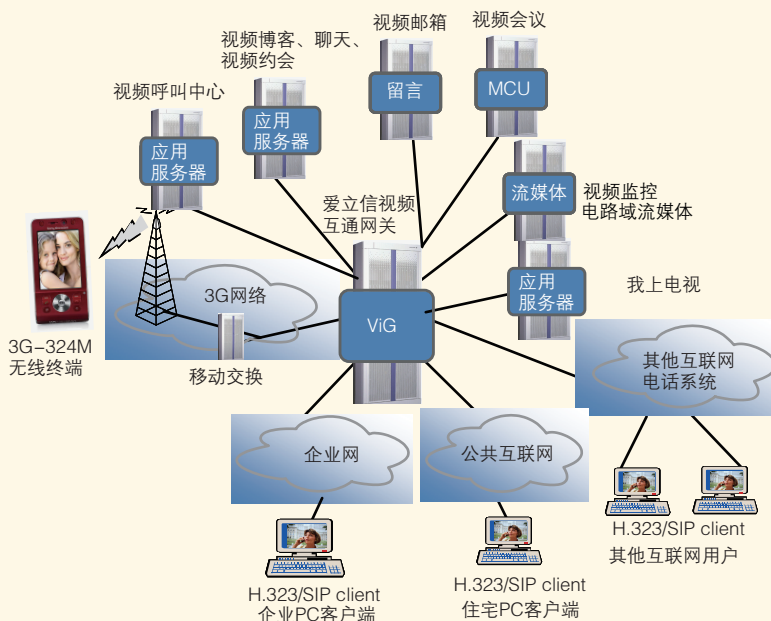 视频邮箱
视频会议
视频博客、聊天、
视频约会
视频呼叫中心
留言
MCU
应用
服务器
应用
服务器
流媒体
视频监控
电路域流媒体
爱立信视频
互通网关
应用
服务器
我上电视
3G网络
ViG
3G-324M
无线终端
移动交换
其他互联网
电话系统
企业网
公共互联网
H.323/SIP client
其他互联网用户
H.323/SIP client
企业PC客户端
H.323/SIP client
住宅PC客户端